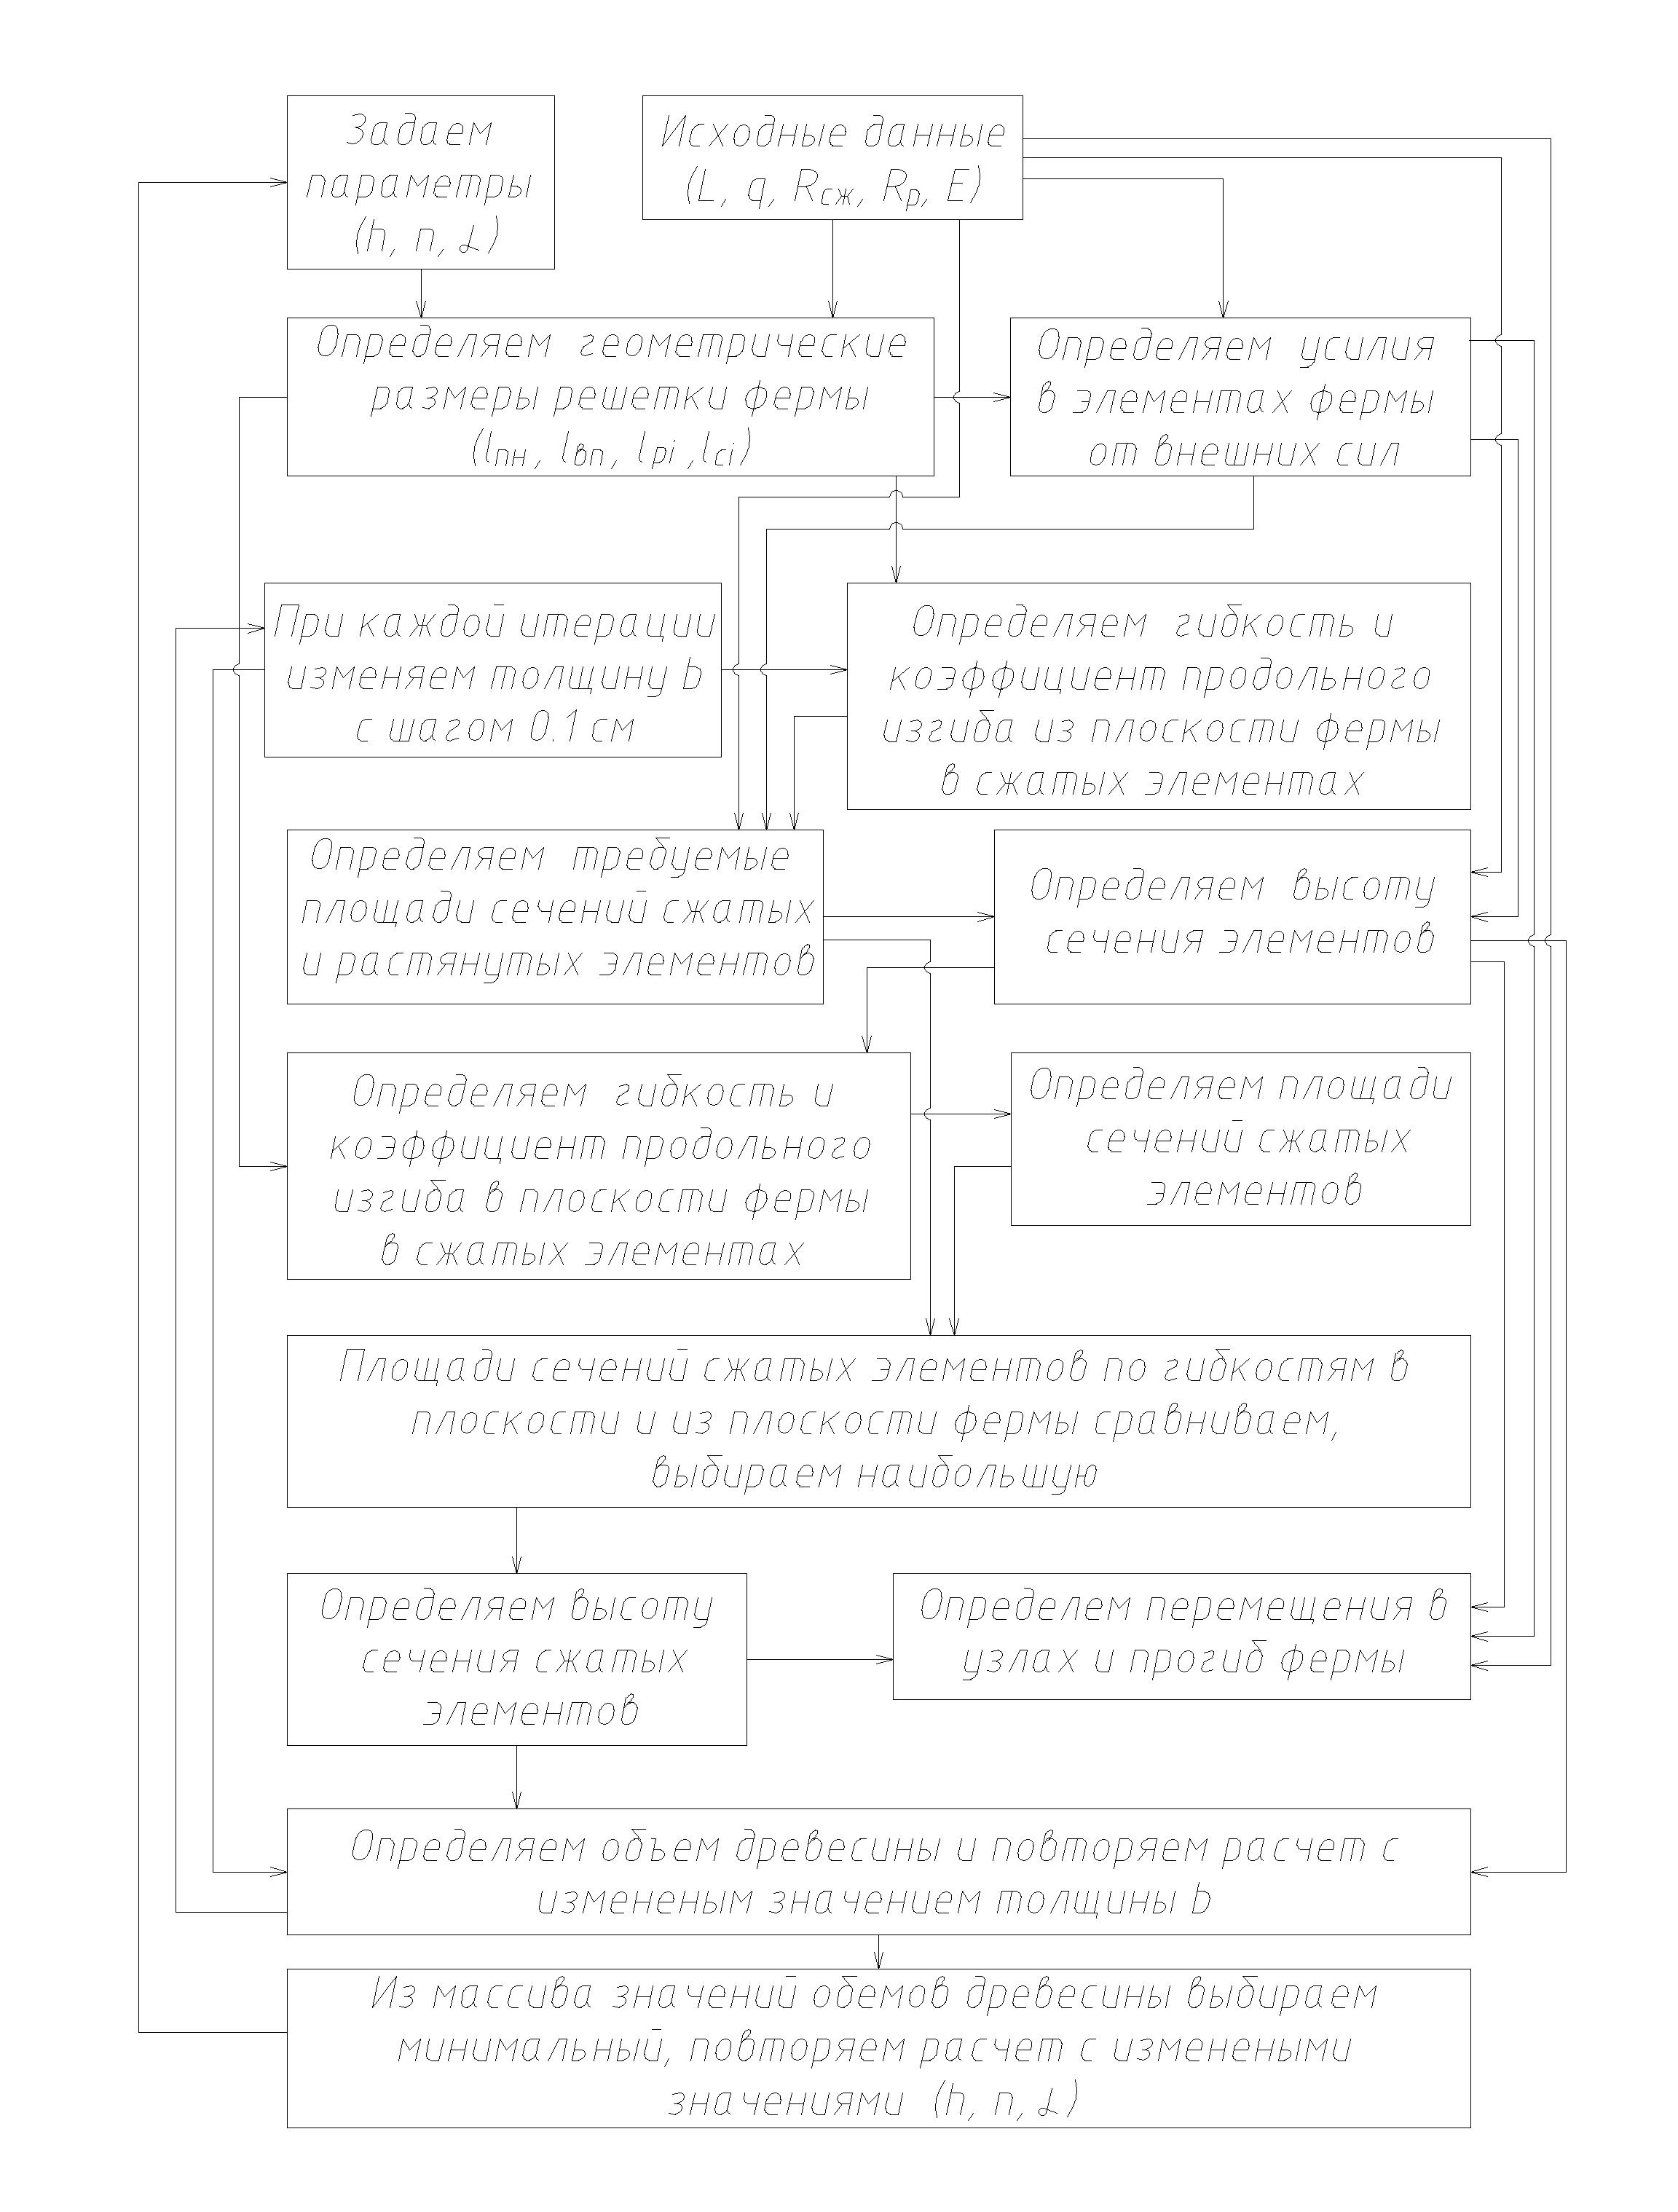 Задаем
параметры
(h, n, α)
Исходные данные
(L, q, Rсж, Rр, E)
Определяем геометрические
размеры решетки фермы
(lпн, lвп, lрi ,lсi)
Определяем усилия
в элементах фермы
от внешних сил
При каждой итерации
изменяем толщину b
с шагом 0.1 см
Определяем гибкость и
коэффициент продольного
изгиба из плоскости фермы
в сжатых элементах
Определяем требуемые
площади сечений сжатых
и растянутых элементов
Определяем высоту
сечения элементов
Определяем гибкость и
коэффициент продольного
изгиба в плоскости фермы
в сжатых элементах
Определяем площади
сечений сжатых
элементов
Площади сечений сжатых элементов по гибкостям в
плоскости и из плоскости фермы сравниваем,
выбираем наибольшую
Определяем высоту
сечения сжатых
элементов
Определем перемещения в
узлах и прогиб фермы
Определяем объем древесины и повторяем расчет с
измененым значением толщины b
Из массива значений обемов древесины выбираем
минимальный, повторяем расчет с изменеными
значениями (h, n, α)